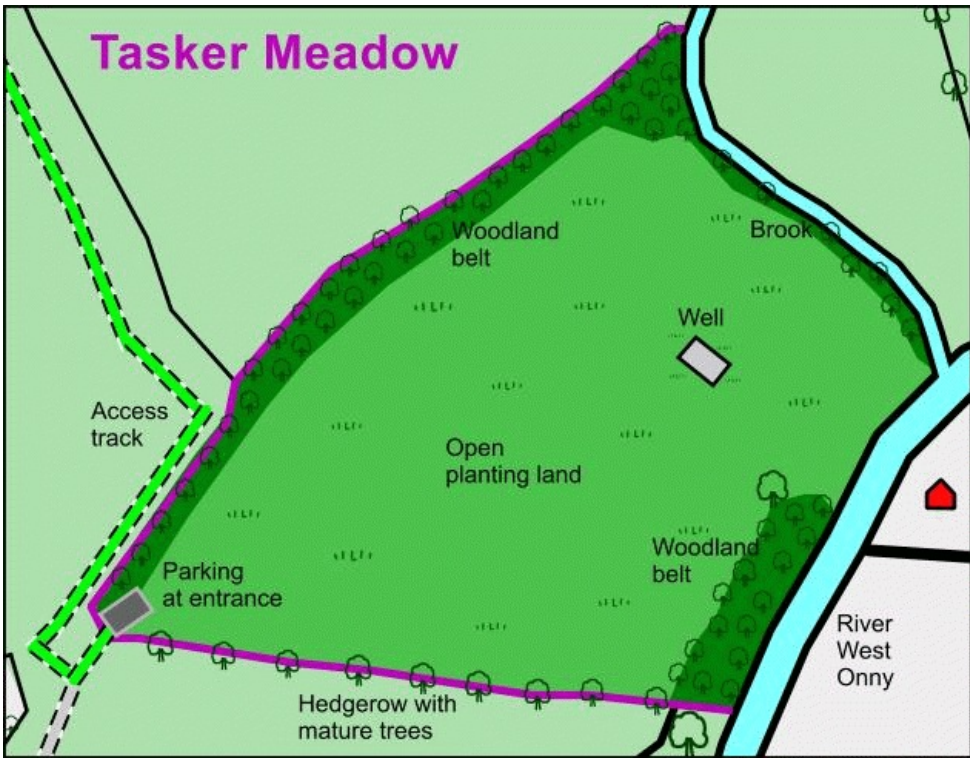 Tasker Meadow
Woodland
belt
Brook
Well
Access
track
Open
planting land
Woodland
belt
Parking
at entrance
River
West
Onny
Hedgerow with
mature trees